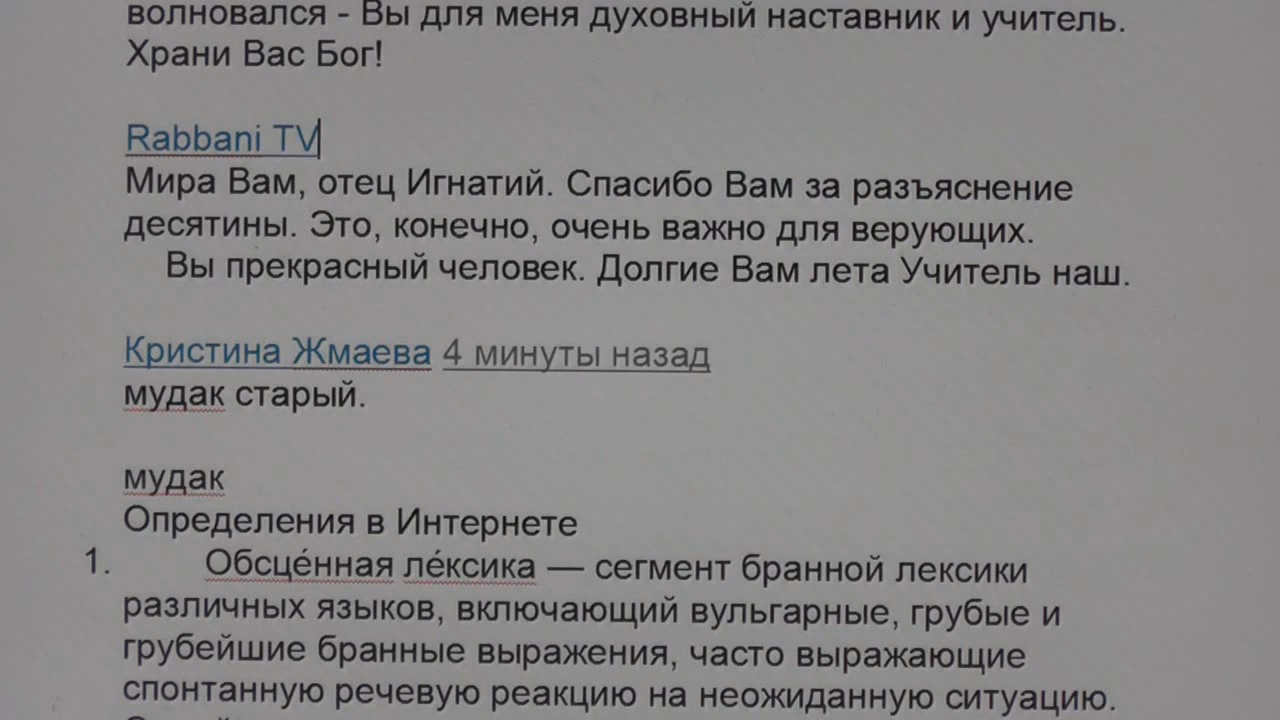 волновался - Вы для меня духовный наставник и учитель.
Храни Вас Бог!
Rabbani TV
Мира Вам, отец Игнатий. Спасибо Вам за разъяснение
десятины. Это, конечно, очень важно для верующих.
Вы прекрасный человек. Долгие Вам лета Учитель наш.
Кристина Жмаева 4 минуты назад
мудак старый.
мудак
Определения в Интернете
1. Обсце́нная ле́ксика — сегмент бранной лексики
различных языков, включающий вульгарные, грубые и
грубейшие бранные выражения, часто выражающие
спонтанную речевую реакцию на неожиданную ситуацию.